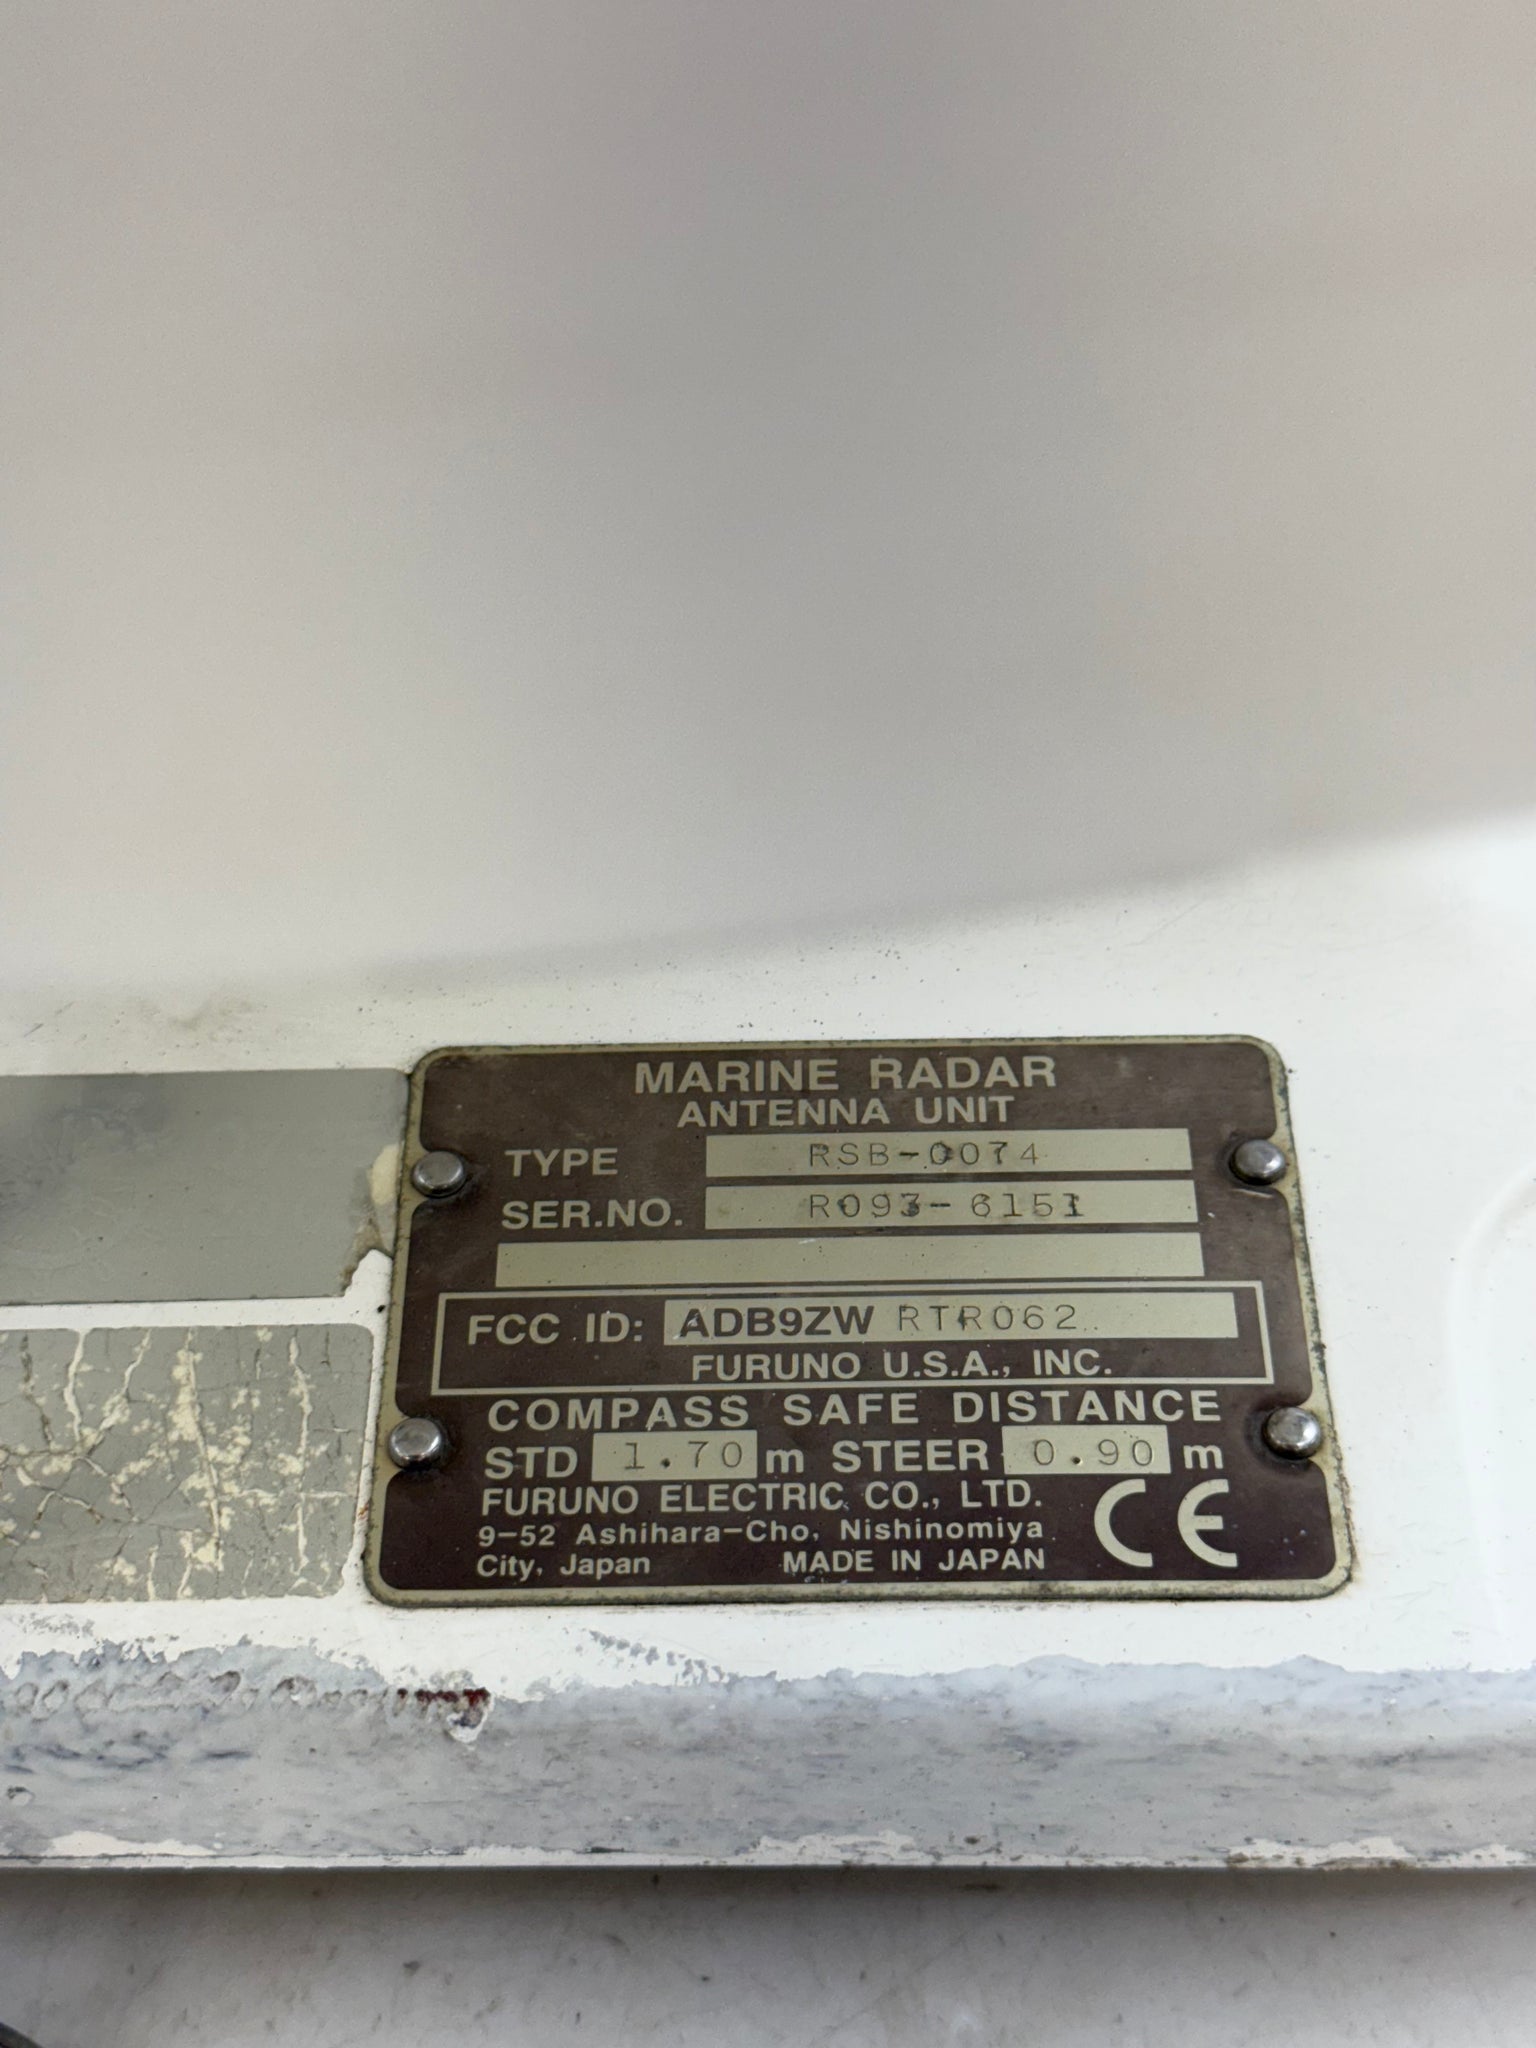 MARINE RADAR
ANTENNA UNIT
TYPE RSB-0074
SER.NO. R093-6151
FCC ID: ADB9ZW RTR062
FURUNO U.S.A., INC.
COMPASS SAFE DISTANCE
STD 1.70 m STEER 0.90 m
FURUNO ELECTRIC CO., LTD.
9-52 Ashihara-Cho, Nishinomiya
City, Japan MADE IN JAPAN CE